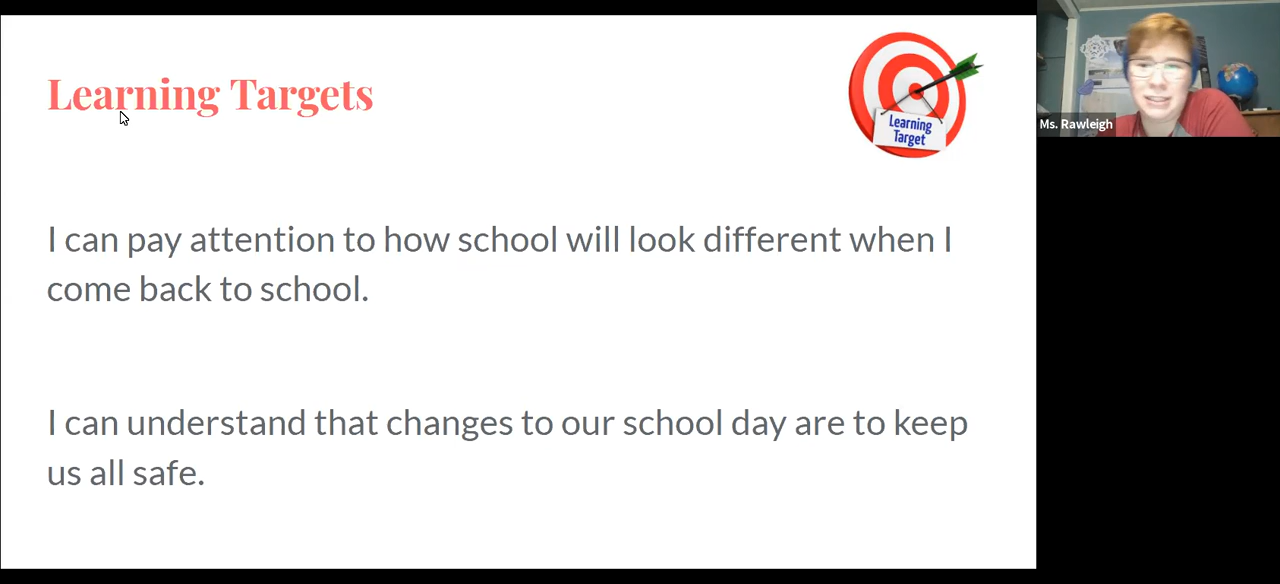 Learning Targets
Learning
Target
Ms. Rawleigh
I can pay attention to how school will look different when I
come back to school.
I can understand that changes to our school day are to keep
us all safe.